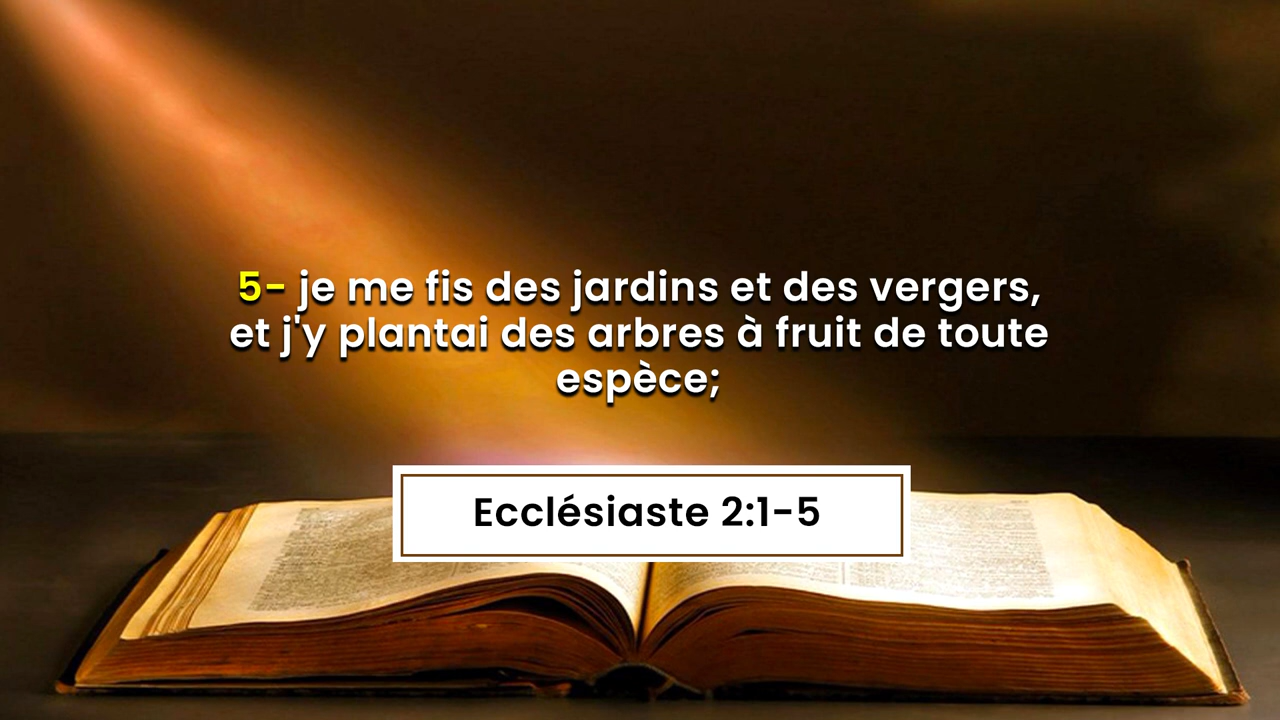 5- je me fis des jardins et des vergers,
et j'y plantai des arbres à fruit de toute
espèce;
Ecclésiaste 2:1-5